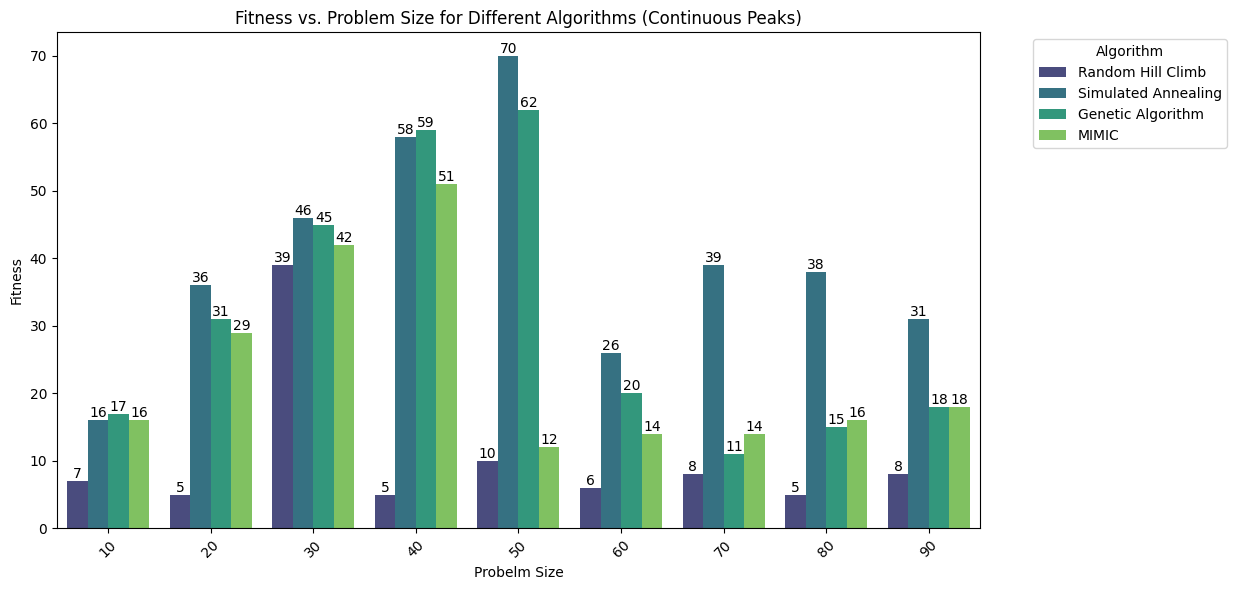 Fitness vs. Problem Size for Different Algorithms (Continuous Peaks)
Algorithm
Random Hill Climb
Simulated Annealing
Genetic Algorithm
MIMIC
Fitness
70
60
50
40
30
20
10
0
7 16 17 16
5 36 31 29
39 46 45 42
5 58 59 51
10 70 62 12
6 26 20 14
8 39 11 14
5 38 15 16
8 31 18 18
10 20 30 40 50 60 70 80 90
Probelm Size